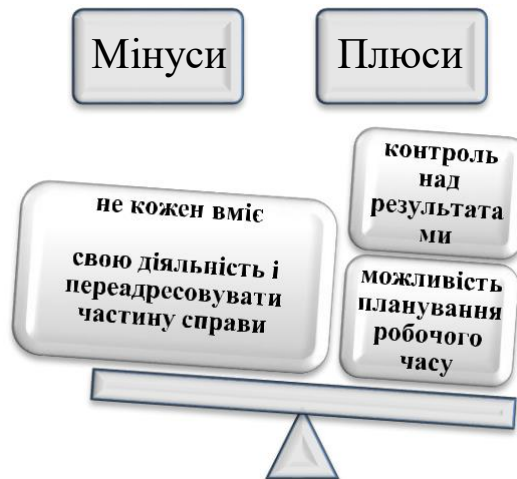 Мінуси
Плюси
не кожен вміє
свою діяльність і
переадресовувати
частину справи
контроль
над
результата
ми
можливість
планування
робочого
часу